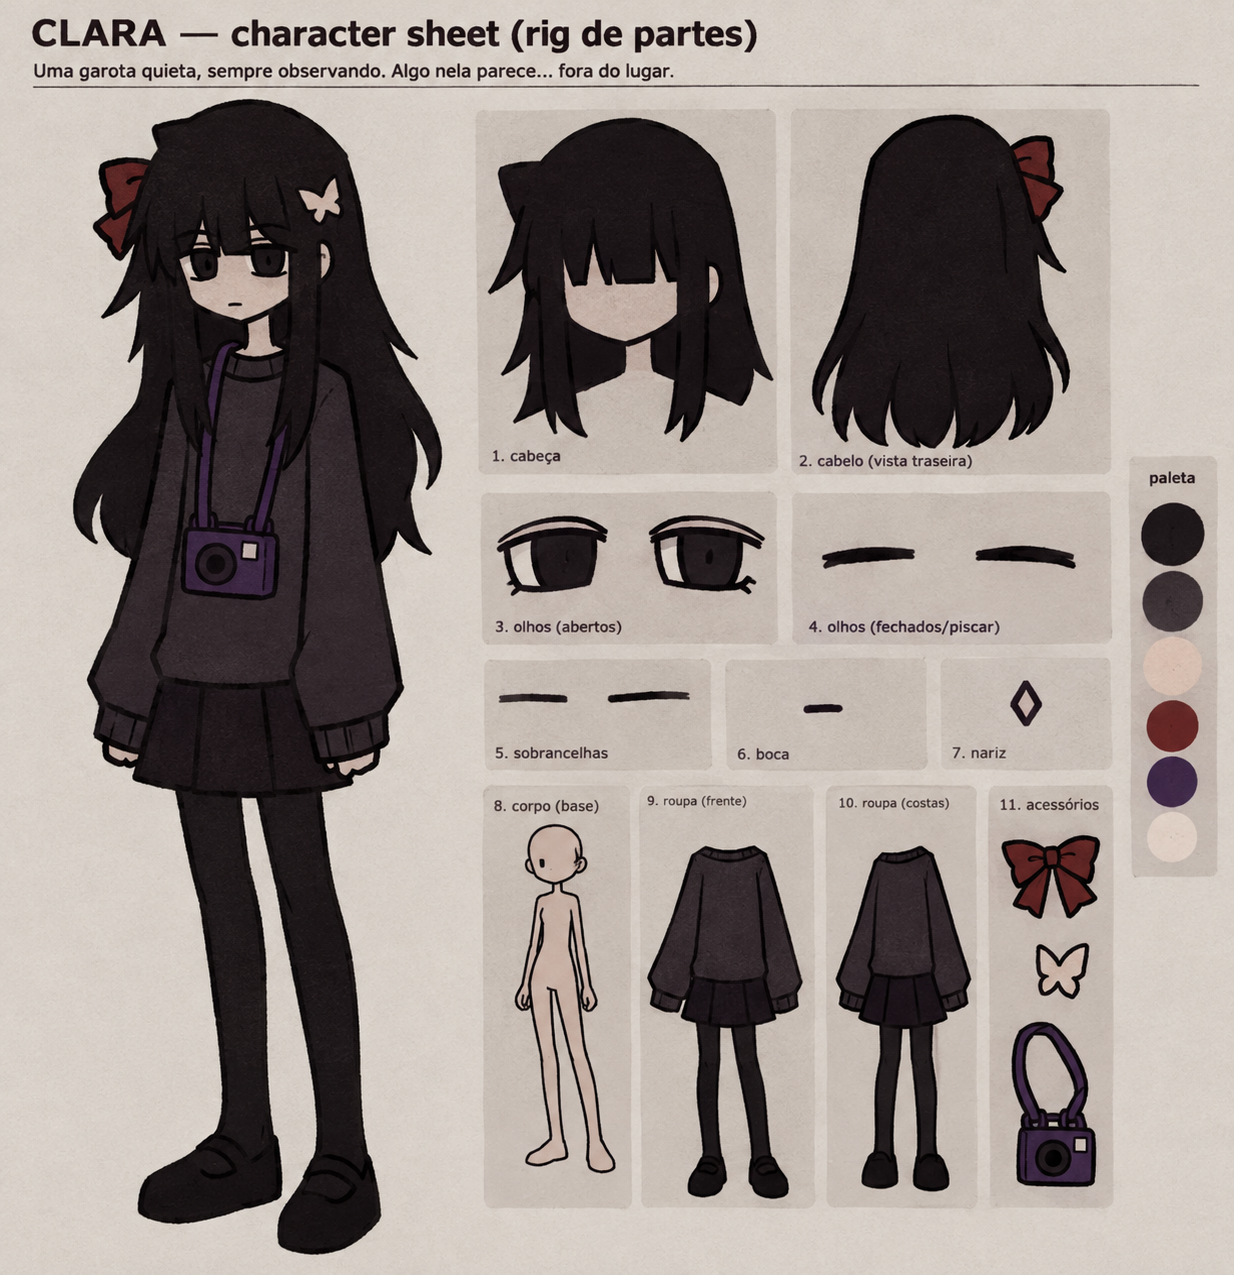 CLARA — character sheet (rig de partes)
Uma garota quieta, sempre observando. Algo nela parece... fora do lugar.
1. cabeça
2. cabelo (vista traseira)
paleta
3. olhos (abertos)
4. olhos (fechados/piscar)
5. sobrancelhas
6. boca
7. nariz
8. corpo (base)
9. roupa (frente)
10. roupa (costas)
11. acessórios